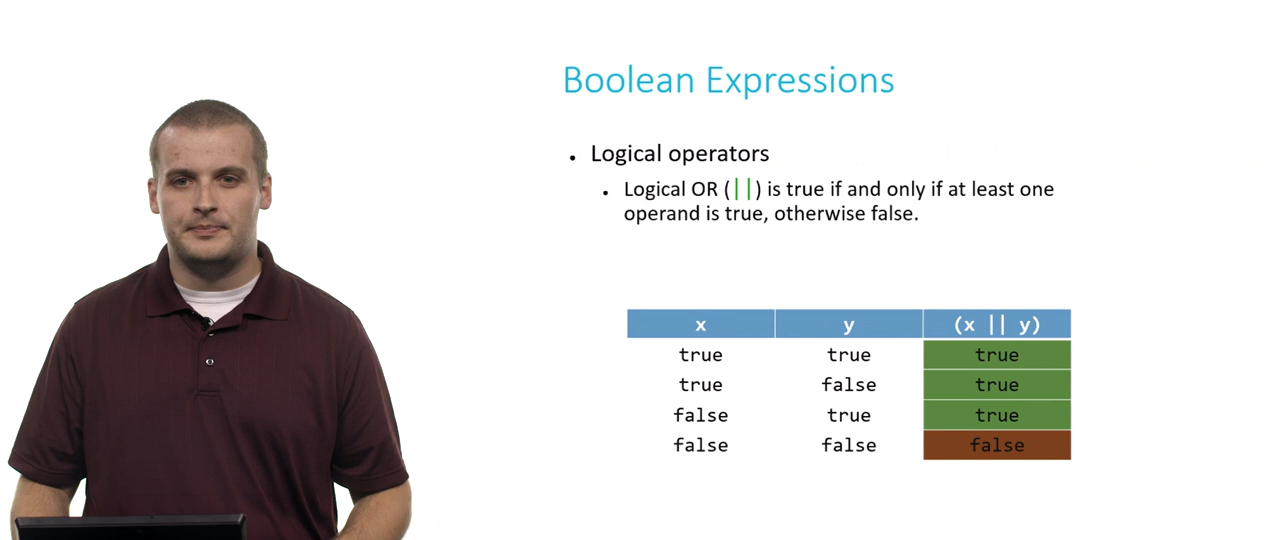 Boolean Expressions
• Logical operators
• Logical OR (||) is true if and only if at least one
operand is true, otherwise false.
x y (x || y)
true true true
true false true
false true true
false false false